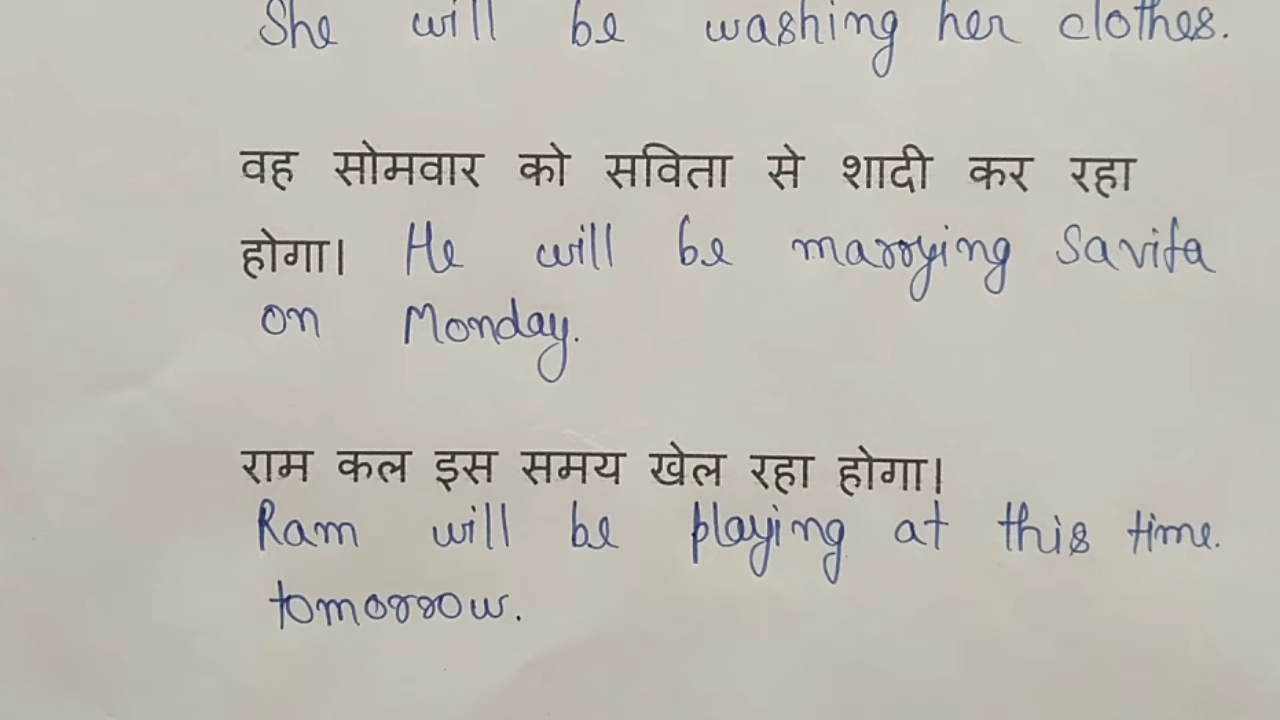 She will be washing her clothes.
वह सोमवार को सविता से शादी कर रहा
होगा। He will be marrying Savita
on Monday.
राम कल इस समय खेल रहा होगा।
Ram will be playing at this time.
tomorrow.